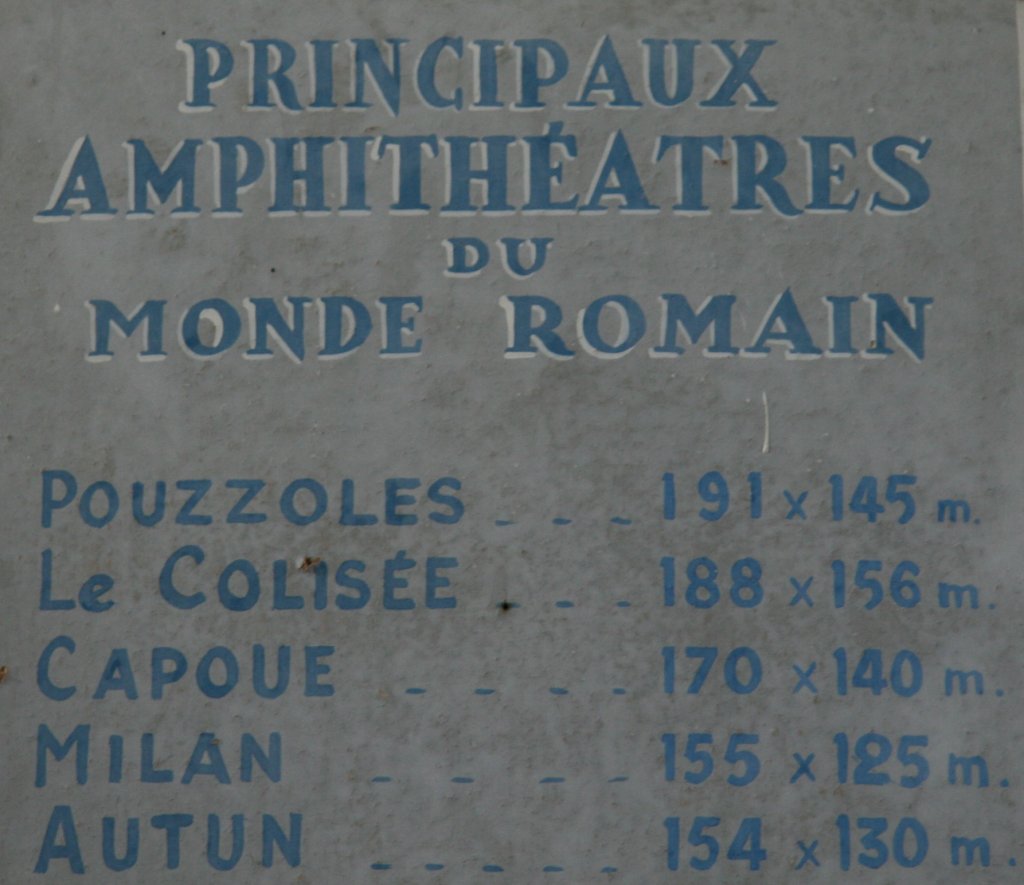 PRINCIPAUX
AMPHITHÉATRES
DU
MONDE ROMAIN
POUZZOLES _ _ _ 191 x 145 m.
Le COLISÉE _ _ _ 188 x 156 m.
CAPOUE _ _ _ _ 170 x 140 m.
MILAN _ _ _ _ 155 x 125 m.
AUTUN _ _ _ _ _ 154 x 130 m.